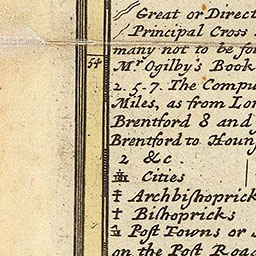 Great or Direct
Principal Cross
many not to be fo
54
Mr Ogilby's Book
2. 5. 7. The Compu
Miles, as from Lon
Brentford 8 and
Brentford to Houn
2 &c
Cities
Archbishoprick
Bishopricks
Post Towns or
on the Post Road